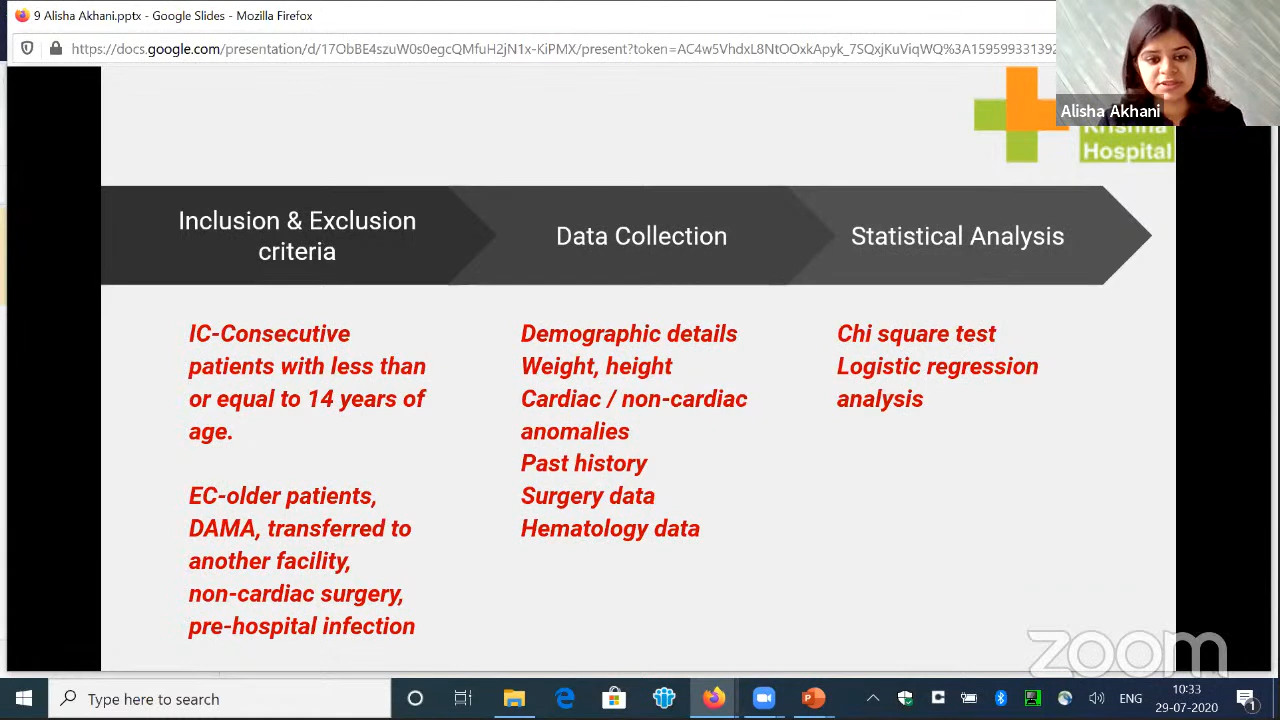 9 Alisha Akhani.pptx - Google Slides - Mozilla Firefox
https://docs.google.com/presentation/d/17ObBE4szuW0s0egcQMfuH2jN1x-KiPMX/present?token=AC4w5VhdxL8NtOOxkApyk_7SQxjKuViqWQ%3A159599331392
Alisha Akhani
Krishna
Hospital
Inclusion & Exclusion
criteria
Data Collection
Statistical Analysis
IC-Consecutive
patients with less than
or equal to 14 years of
age.
EC-older patients,
DAMA, transferred to
another facility,
non-cardiac surgery,
pre-hospital infection
Demographic details
Weight, height
Cardiac / non-cardiac
anomalies
Past history
Surgery data
Hematology data
Chi square test
Logistic regression
analysis
zoom
Type here to search
ENG
10:33
29-07-2020
1